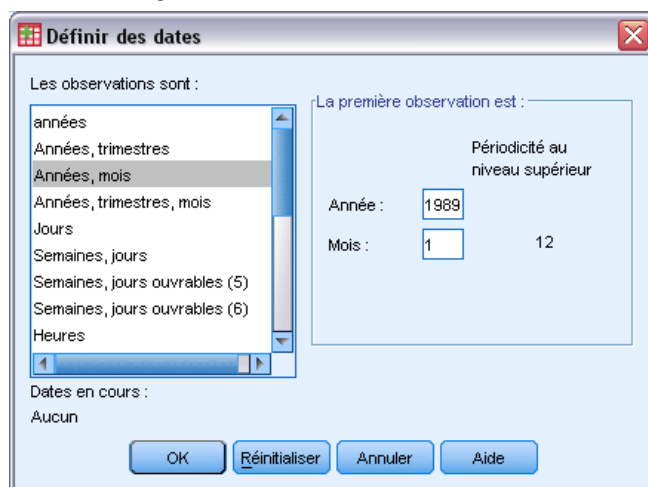 Définir des dates
Les observations sont :
années
Années, trimestres
Années, mois
Années, trimestres, mois
Jours
Semaines, jours
Semaines, jours ouvrables (5)
Semaines, jours ouvrables (6)
Heures
La première observation est :
Périodicité au
niveau supérieur
Année : 1989
Mois : 1 12
Dates en cours :
Aucun
OK Réinitialiser Annuler Aide